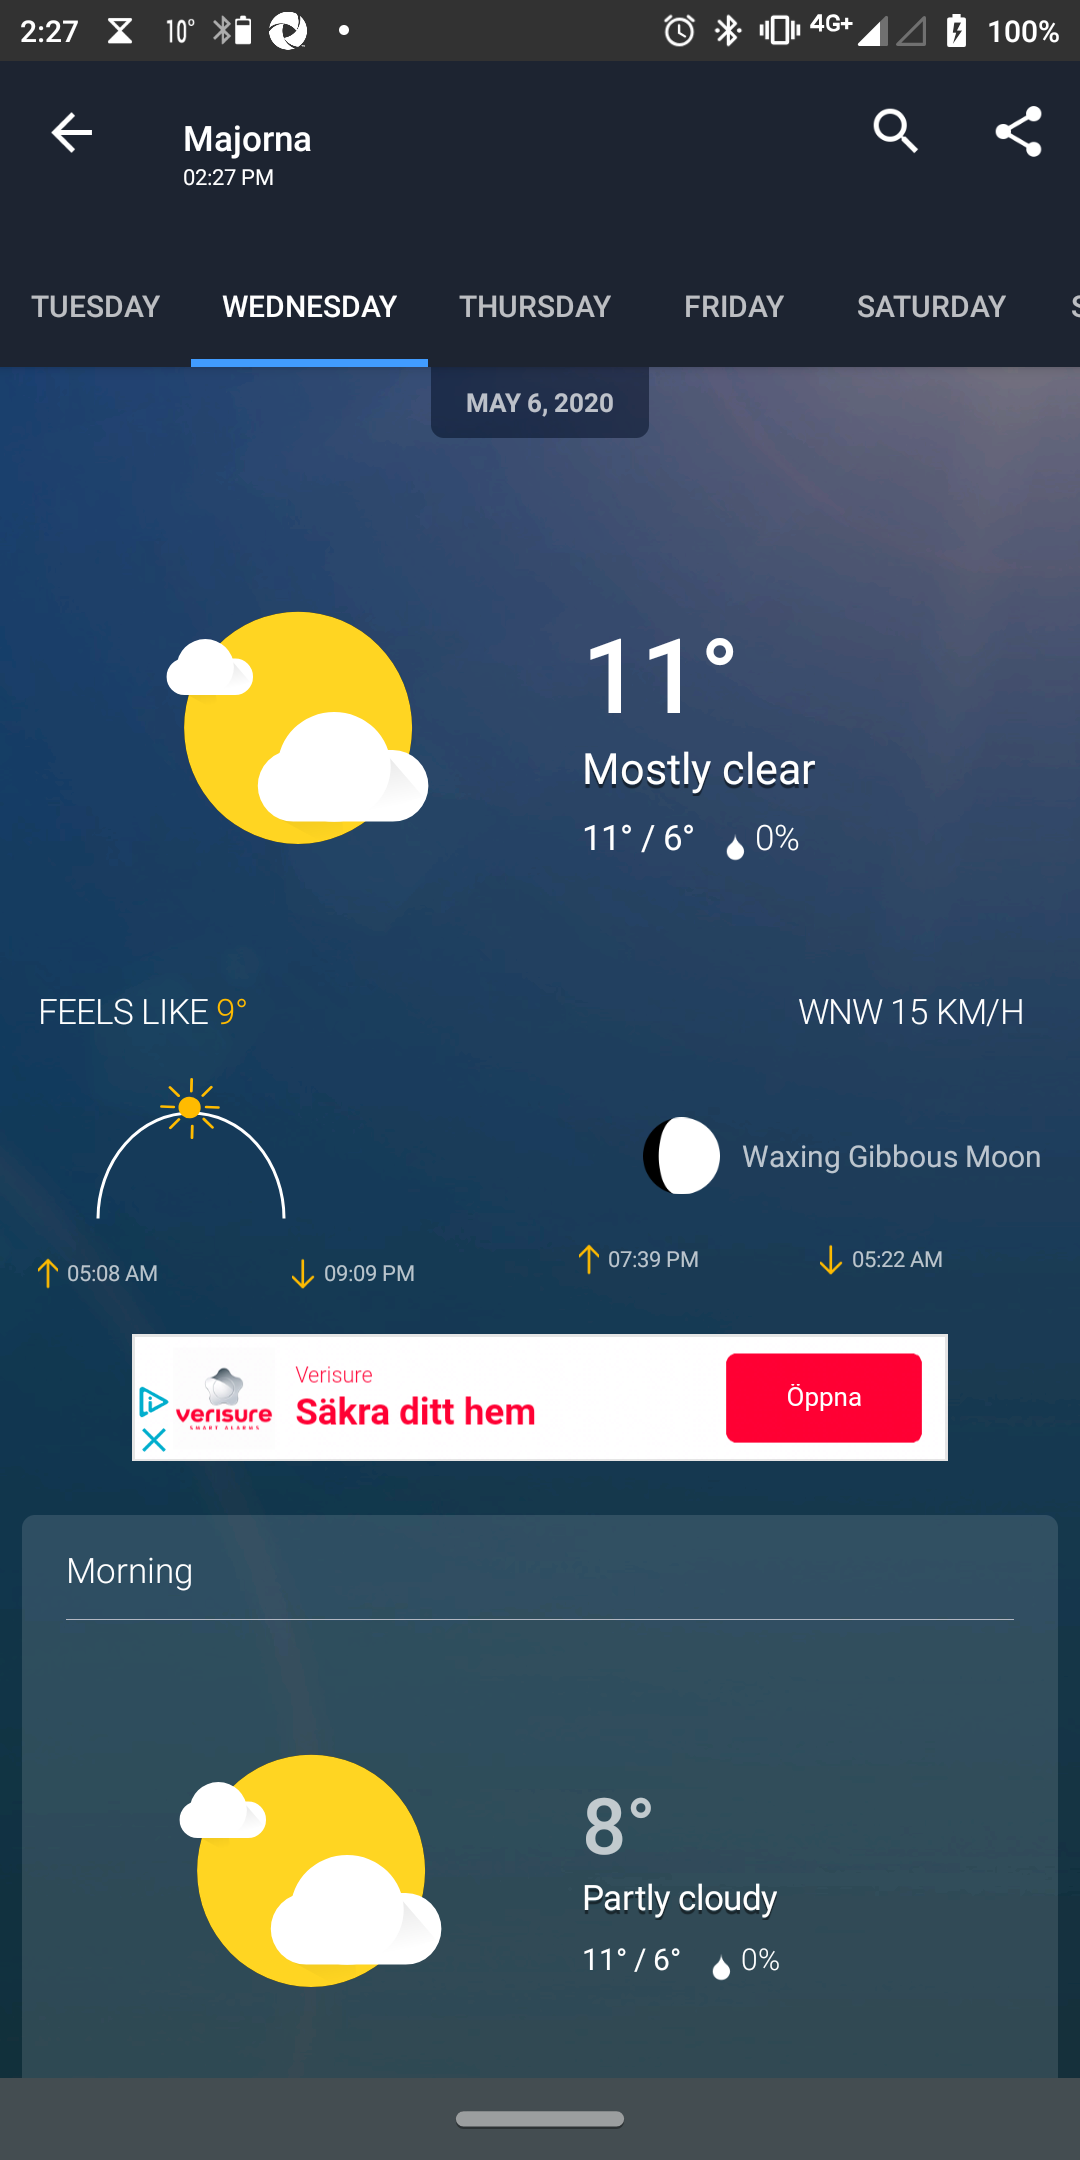 2:27 10° 4G+ 100%
Majorna
02:27 PM
TUESDAY WEDNESDAY THURSDAY FRIDAY SATURDAY S
MAY 6, 2020
11°
Mostly clear
11° / 6° 0%
FEELS LIKE 9° WNW 15 KM/H
Waxing Gibbous Moon
05:08 AM 09:09 PM 07:39 PM 05:22 AM
Verisure
Säkra ditt hem
verisure
SMART ALARMS
Öppna
Morning
8°
Partly cloudy
11° / 6° 0%